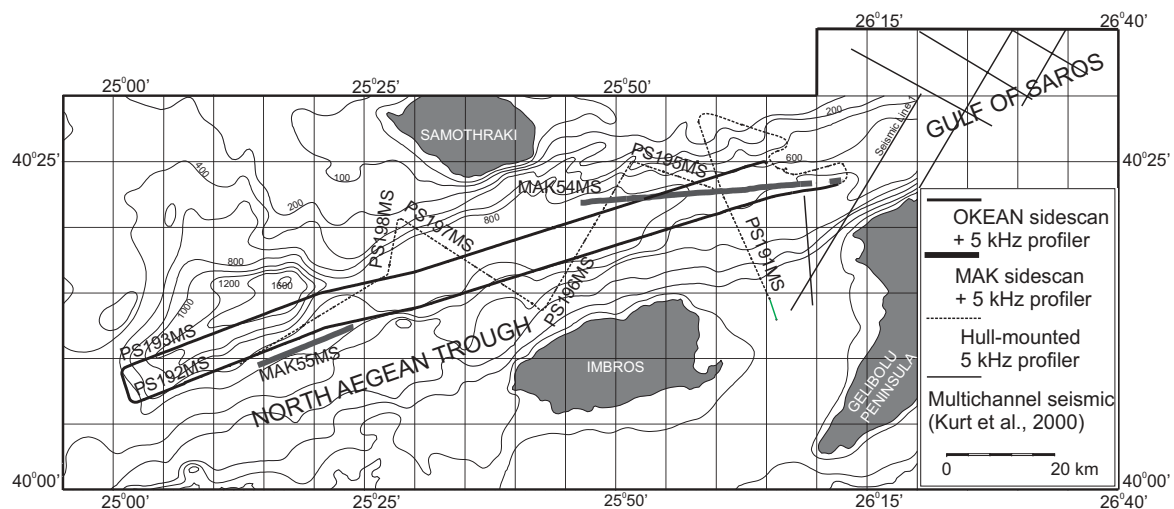 26°15' 26°40'
25°00' 25°25' 25°50'
GULF OF SAROS
SAMOTHRAKI
200
Seismic Line 1
40°25' 40°25'
400
100
600
PS195MS
MAK54MS
200
800
PS198MS
PS197MS
PS191MS
800
1200 1600
1000
PS196MS
PS193MS
PS192MS
MAK55MS
NORTH AEGEAN TROUGH
IMBROS
GELIBOLU
PENINSULA
OKEAN sidescan
+ 5 kHz profiler
MAK sidescan
+ 5 kHz profiler
Hull-mounted
5 kHz profiler
Multichannel seismic
(Kurt et al., 2000)
0 20 km
40°00' 40°00'
25°00' 25°25' 25°50' 26°15' 26°40'